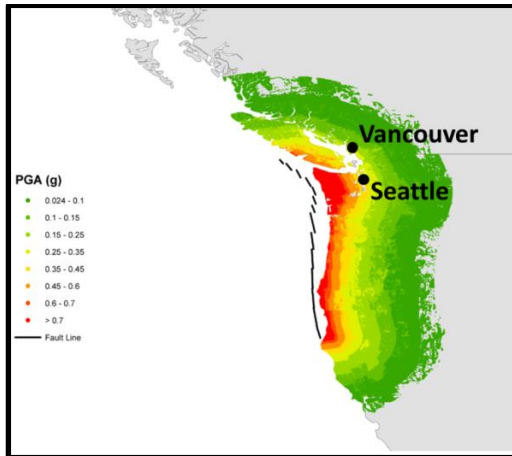 Vancouver
Seattle
PGA (g)
0.024 - 0.1
0.1 - 0.15
0.15 - 0.25
0.25 - 0.35
0.35 - 0.45
0.45 - 0.6
0.6 - 0.7
> 0.7
Fault Line